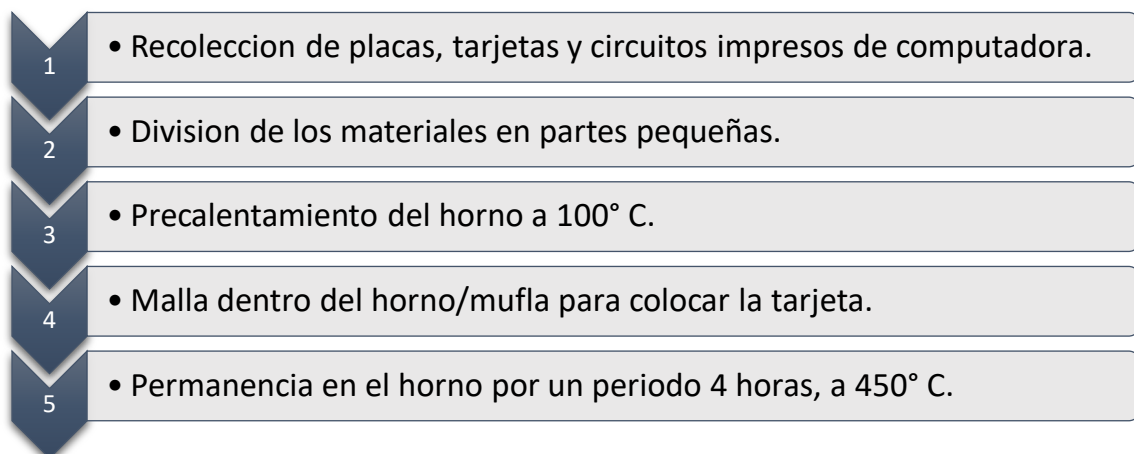 1
• Recoleccion de placas, tarjetas y circuitos impresos de computadora.
2
• Division de los materiales en partes pequeñas.
3
• Precalentamiento del horno a 100° C.
4
• Malla dentro del horno/mufla para colocar la tarjeta.
5
• Permanencia en el horno por un periodo 4 horas, a 450° C.